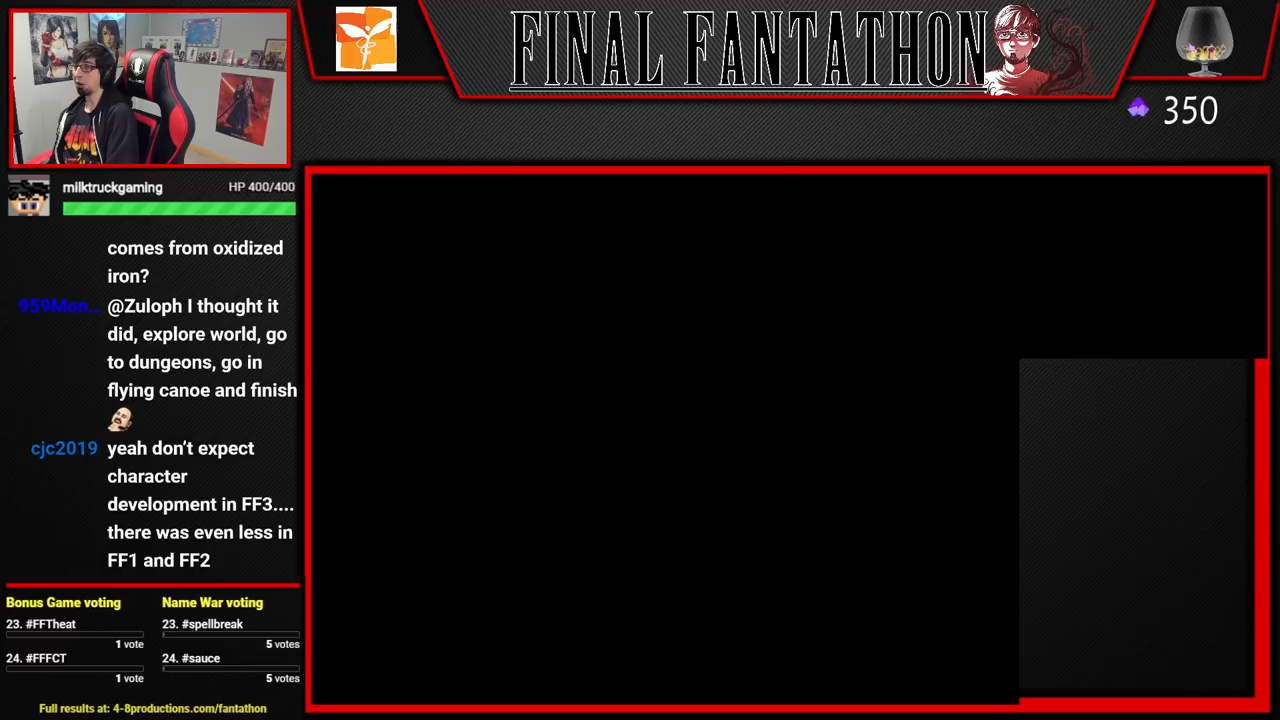 FINAL FANTATHON
350
milktruckgaming HP 400/400
comes from oxidized
iron?
959Mon... @Zuloph I thought it
did, explore world, go
to dungeons, go in
flying canoe and finish
cjc2019 yeah don't expect
character
development in FF3....
there was even less in
FF1 and FF2
Bonus Game voting
23. #FFTheat
1 vote
24. #FFFCT
1 vote
Name War voting
23. #spellbreak
5 votes
24. #sauce
5 votes
Full results at: 4-8productions.com/fantathon